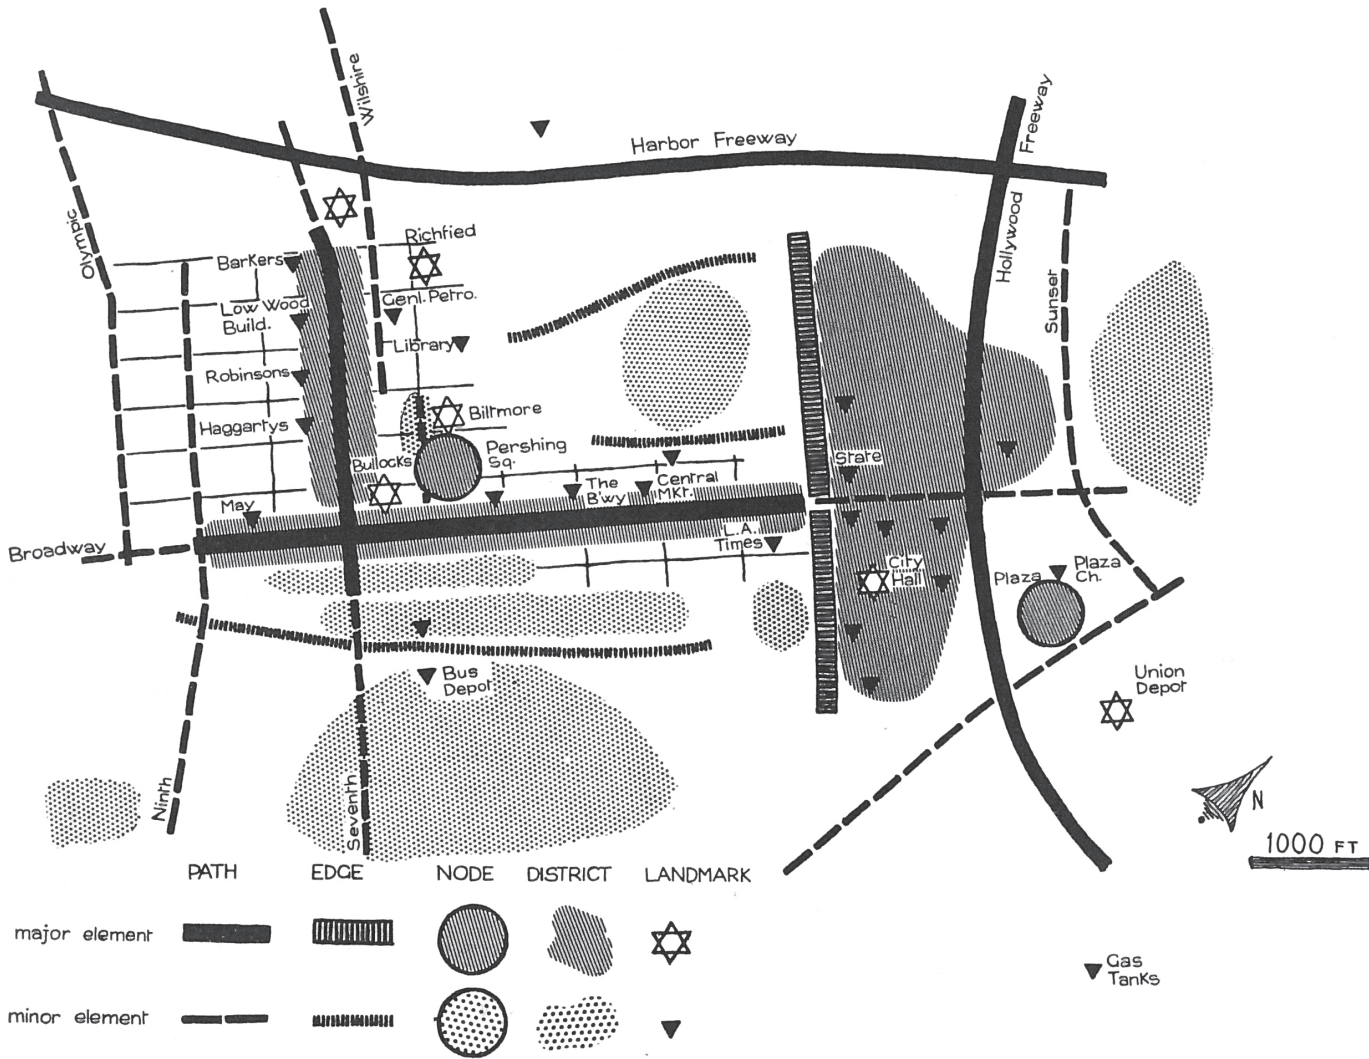 Wilshire
Freeway
Harbor Freeway
Olympic
Hollywood
Sunset
Richfied
Barkers
Genl. Petro.
Low Wood
Build.
Library
Robinsons
Biltmore
Haggartys
Pershing
Sq.
Bullocks
State
The
B'wy
Central
Mkt.
May
L.A.
Times
Broadway
City
Hall
Plaza
Plaza
Ch.
Bus
Depot
Union
Depot
Ninth
Seventh
N
1000 FT
PATH EDGE NODE DISTRICT LANDMARK
major element
minor element
Gas
Tanks